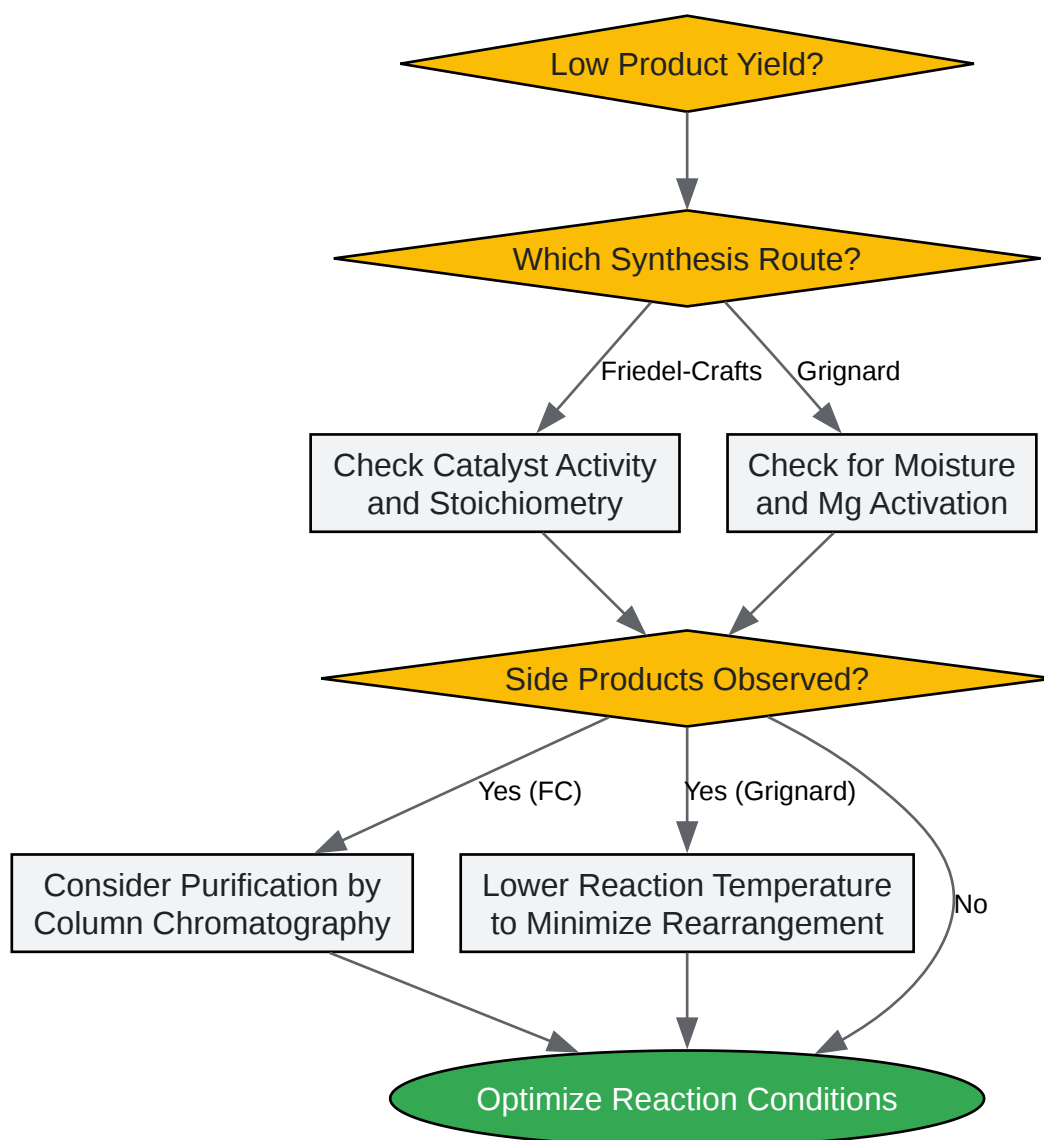 Low Product Yield?
Which Synthesis Route?
Friedel-Crafts
Grignard
Check Catalyst Activity
and Stoichiometry
Check for Moisture
and Mg Activation
Side Products Observed?
Yes (FC)
Yes (Grignard)
No
Consider Purification by
Column Chromatography
Lower Reaction Temperature
to Minimize Rearrangement
Optimize Reaction Conditions